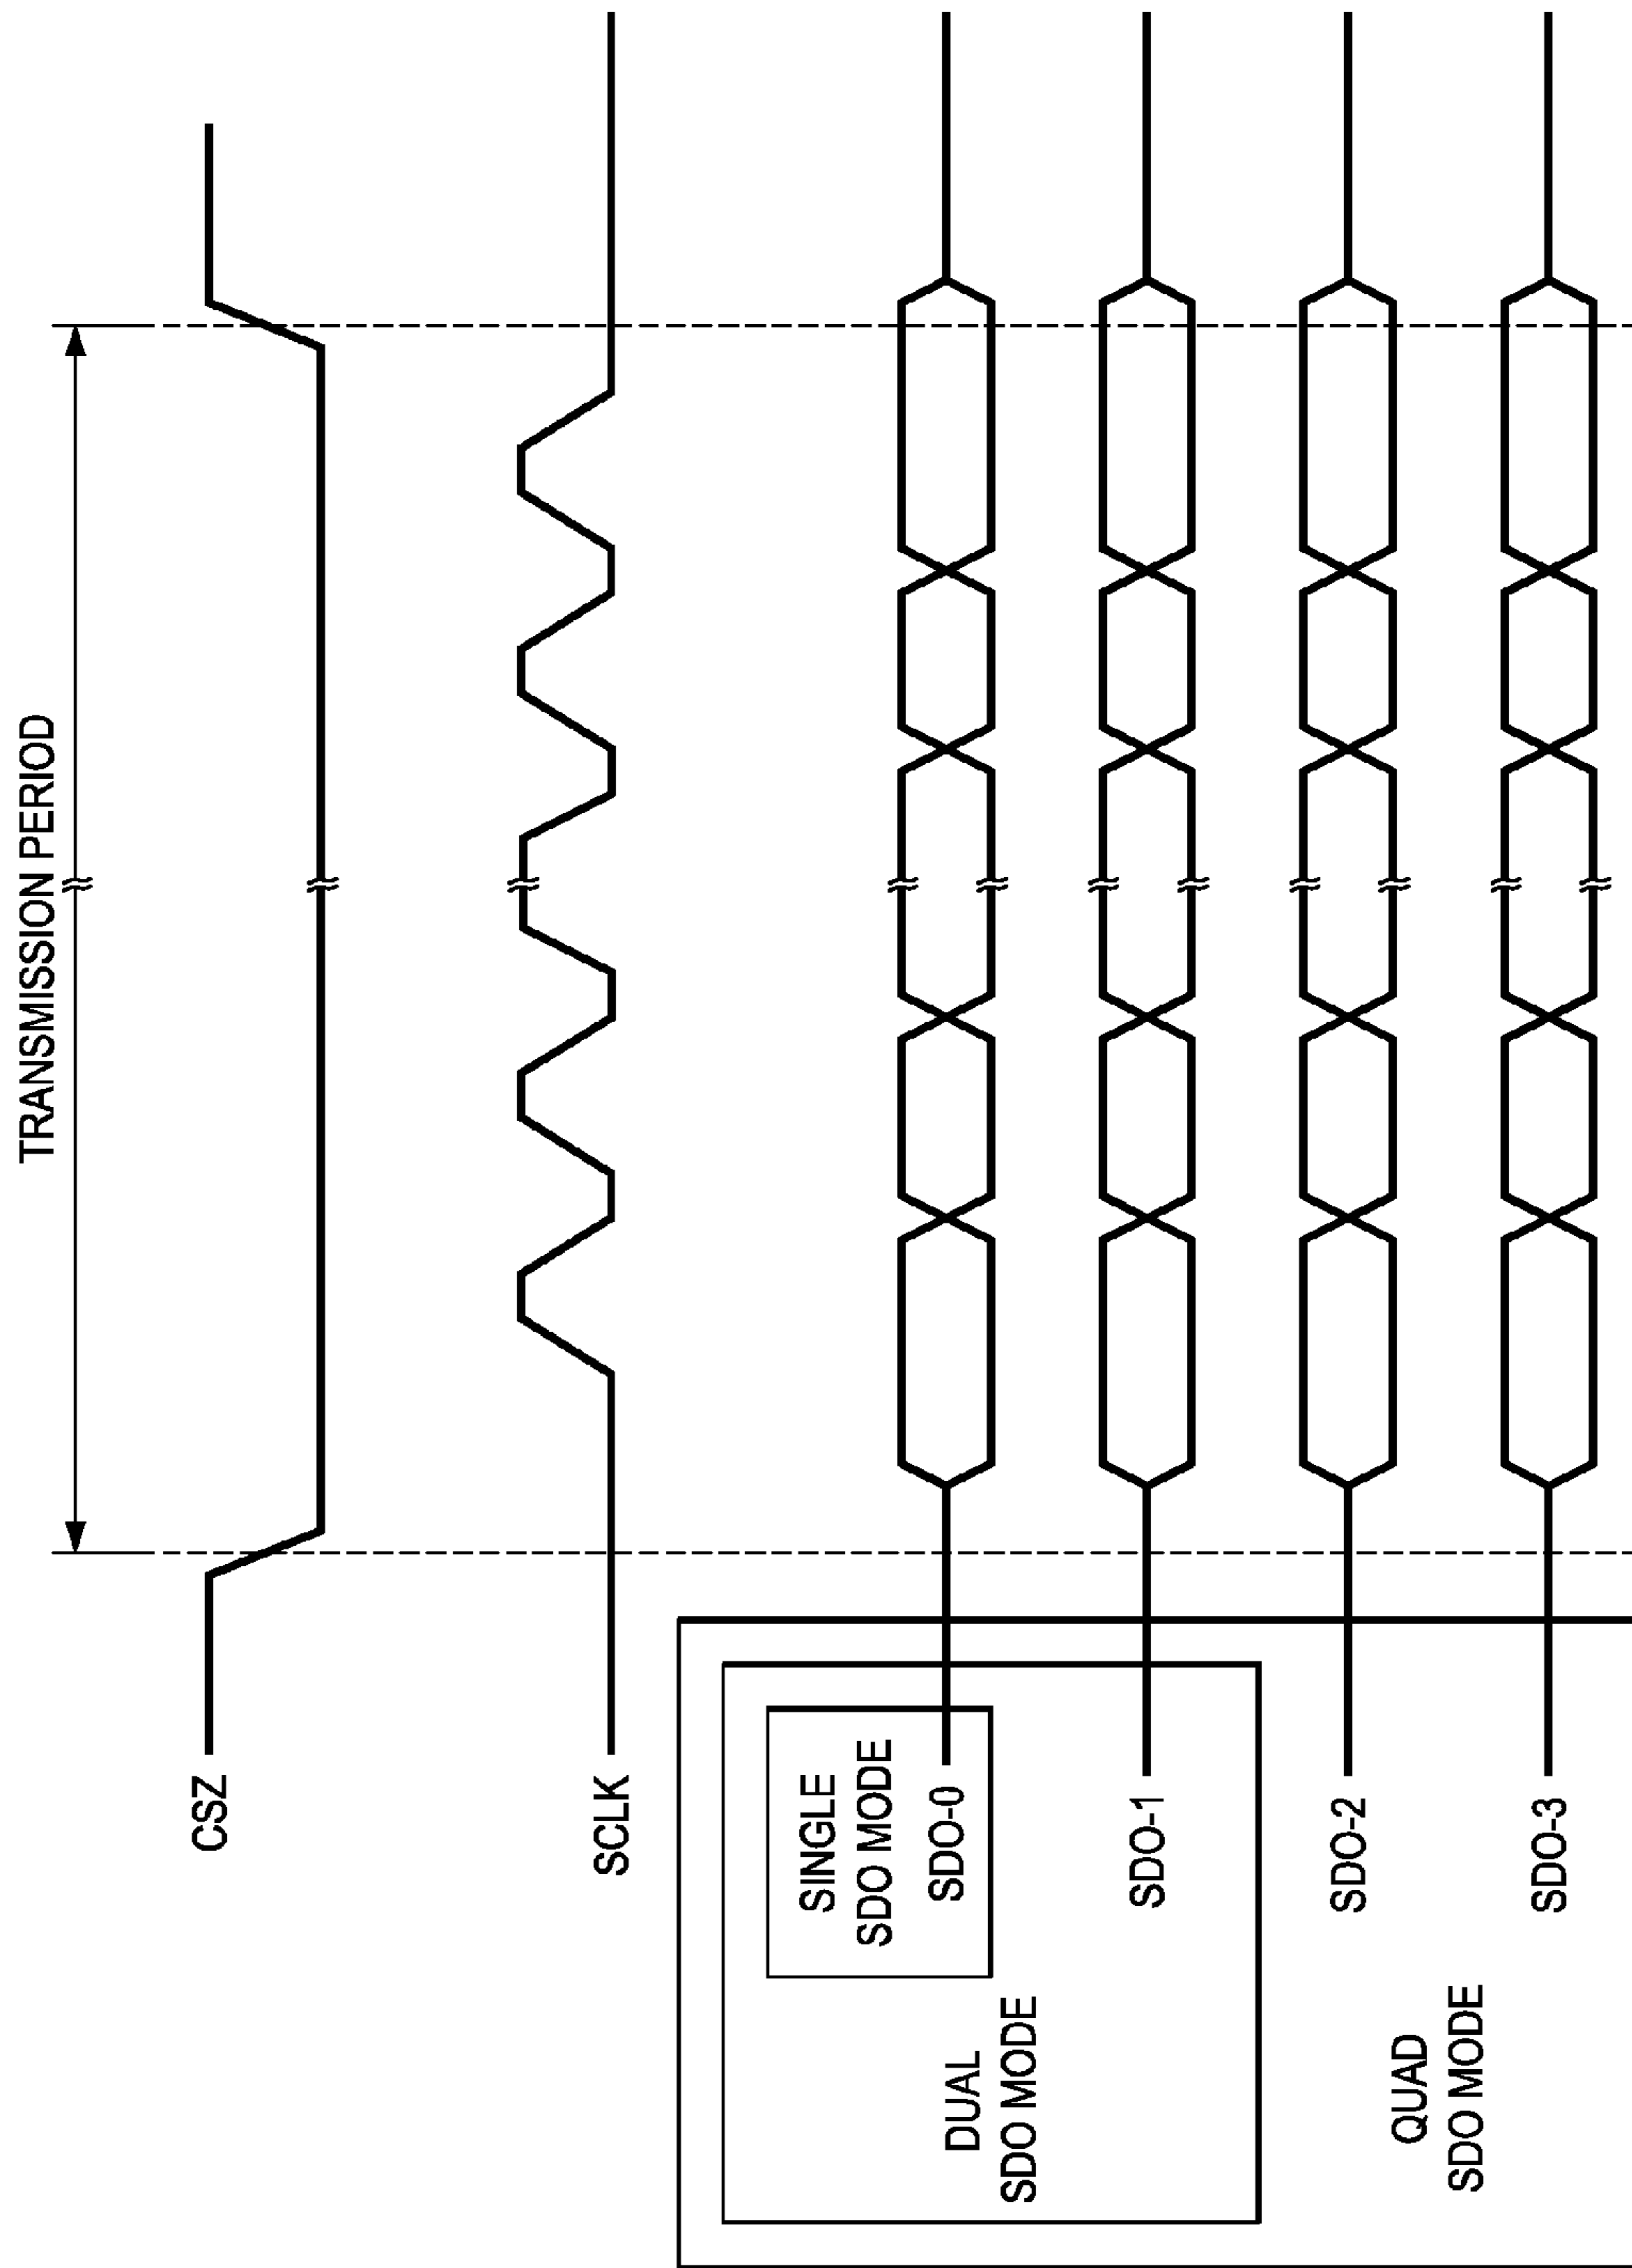 TRANSMISSION PERIOD
CSZ
SCLK
SINGLE
SDO MODE
SDO-0
DUAL
SDO MODE
SDO-1
SDO-2
QUAD
SDO MODE
SDO-3